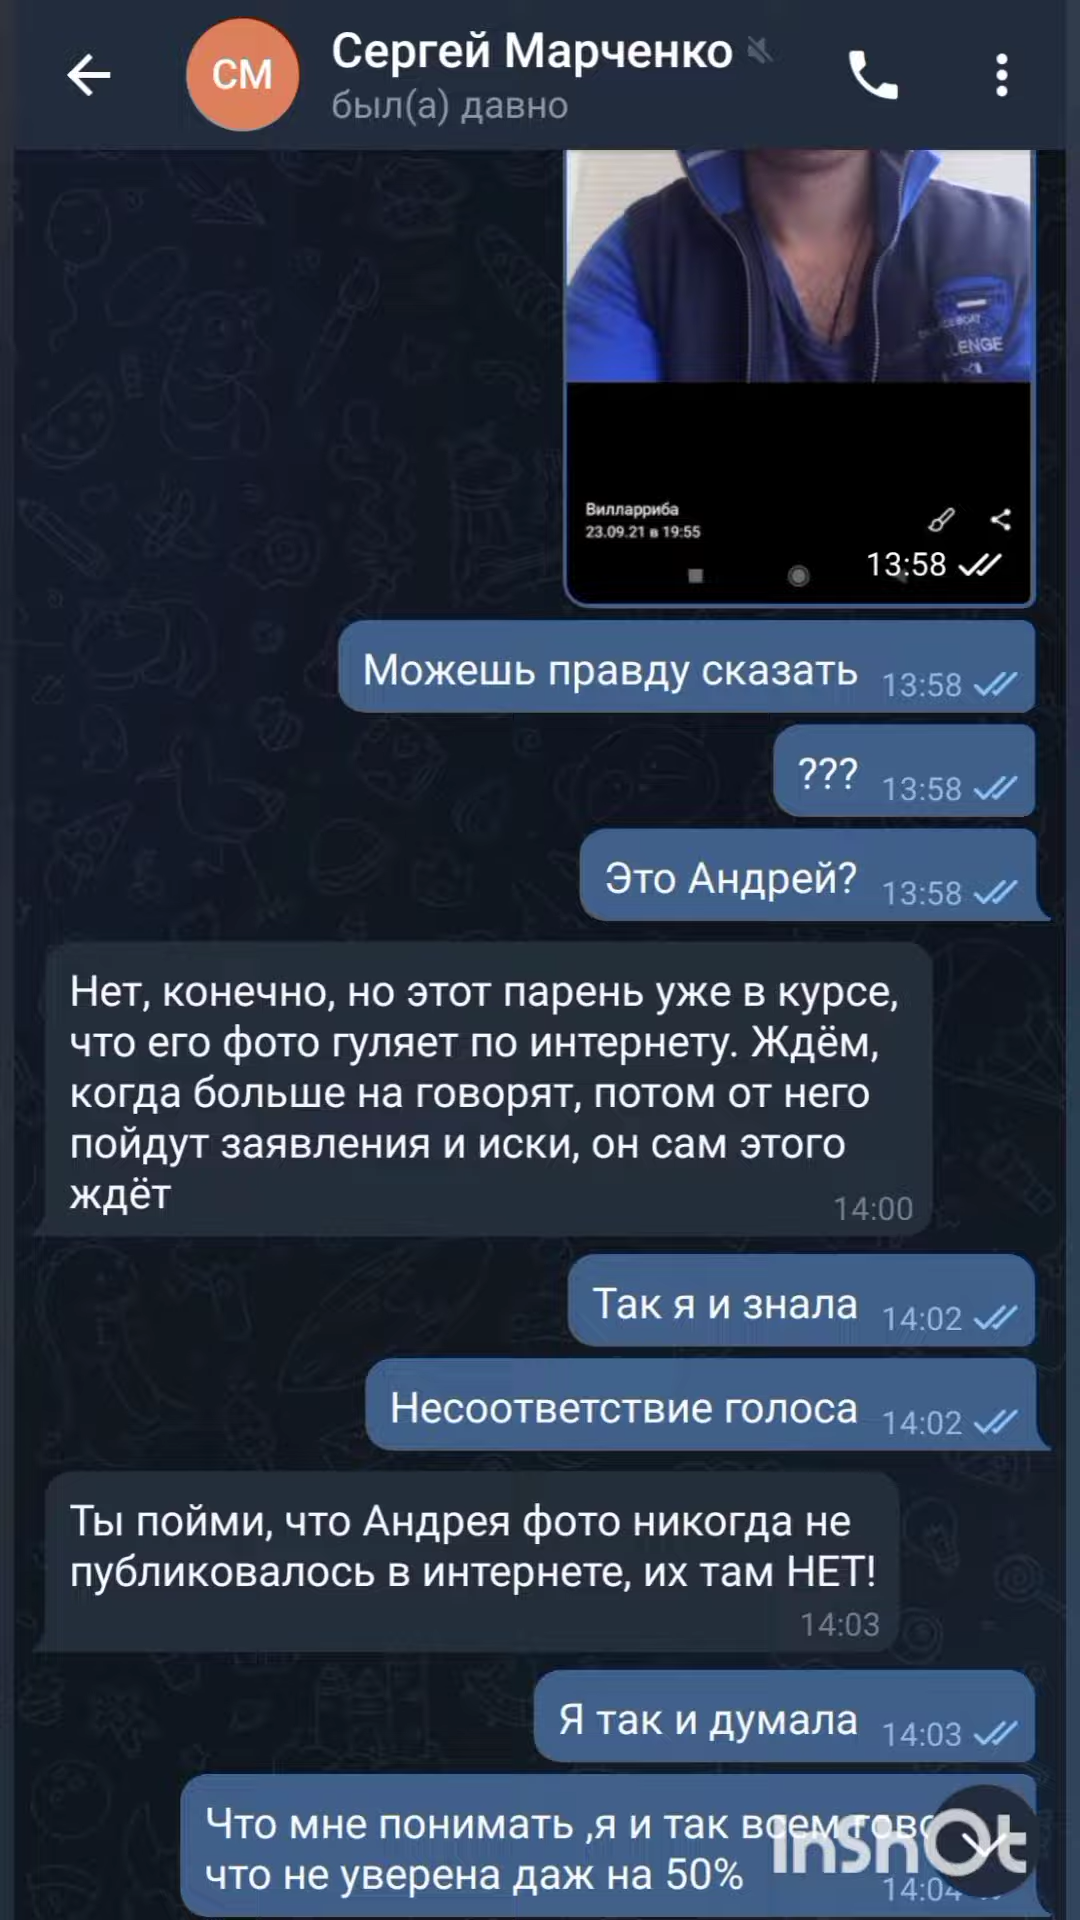 СМ
Сергей Марченко
был(а) давно
LENGE
Вилларриба
23.09.21 в 19:55
13:58
Можешь правду сказать 13:58
??? 13:58
Это Андрей? 13:58
Нет, конечно, но этот парень уже в курсе,
что его фото гуляет по интернету. Ждём,
когда больше на говорят, потом от него
пойдут заявления и иски, он сам этого
ждёт
14:00
Так я и знала 14:02
Несоответствие голоса 14:02
Ты пойми, что Андрея фото никогда не
публиковалось в интернете, их там НЕТ!
14:03
Я так и думала 14:03
Что мне понимать ,я и так всем
что не уверена даж на 50%
14:04
InShOt